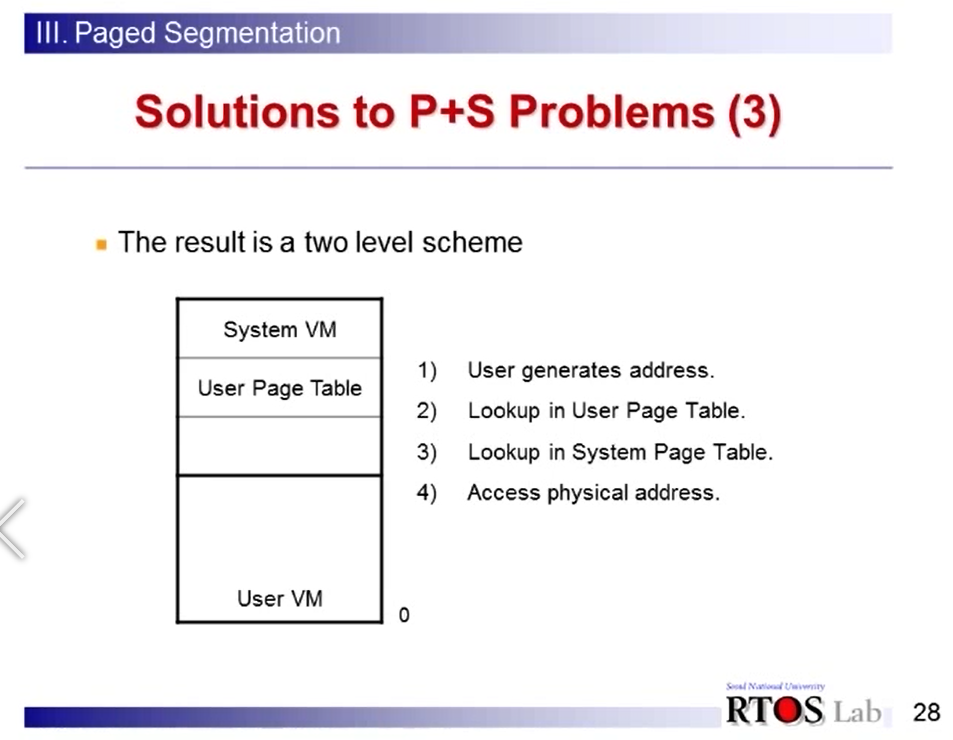 III. Paged Segmentation
Solutions to P+S Problems (3)
The result is a two level scheme
System VM
User Page Table
User VM
0
1) User generates address.
2) Lookup in User Page Table.
3) Lookup in System Page Table.
4) Access physical address.
Seoul National University
RTOS Lab
28